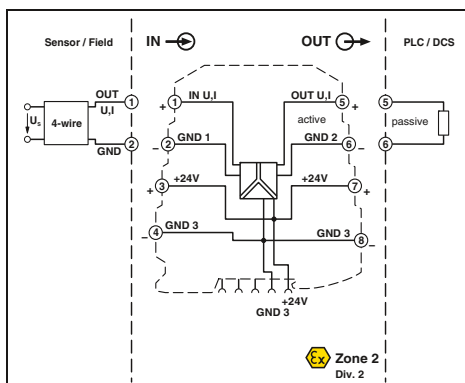 Sensor / Field
IN
OUT
PLC / DCS
OUT
U,I
1
+
1
IN U,I
OUT U,I
5
+
5
Us
4-wire
active
passive
GND
2
−
2
GND 1
GND 2
6
−
6
+
3
+24V
+24V
7
+
−
4
GND 3
GND 3
8
−
+24V
GND 3
Ex
Zone 2
Div. 2